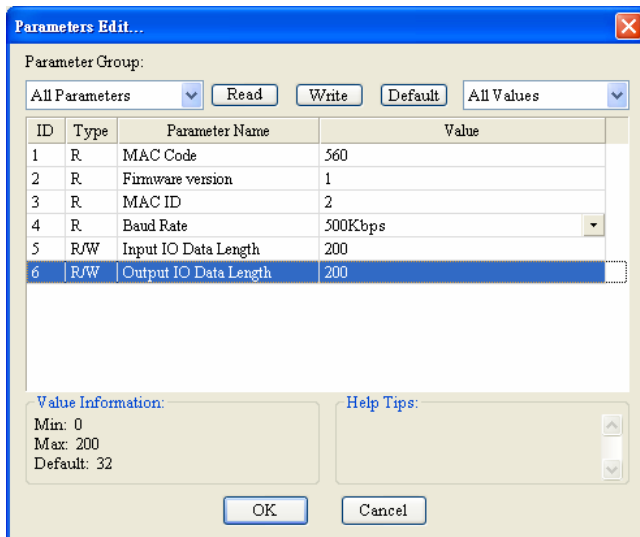 Parameters Edit...
Parameter Group:
All Parameters Read Write Default All Values
ID Type Parameter Name Value
1 R MAC Code 560
2 R Firmware version 1
3 R MAC ID 2
4 R Baud Rate 500Kbps
5 R/W Input IO Data Length 200
6 R/W Output IO Data Length 200
Value Information:
Min: 0
Max: 200
Default: 32
Help Tips:
OK Cancel